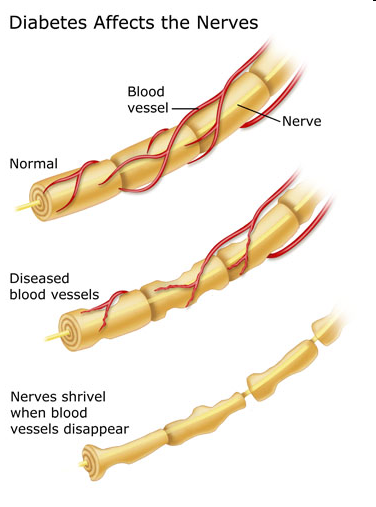 Diabetes Affects the Nerves
Blood
vessel
Nerve
Normal
Diseased
blood vessels
Nerves shrivel
when blood
vessels disappear